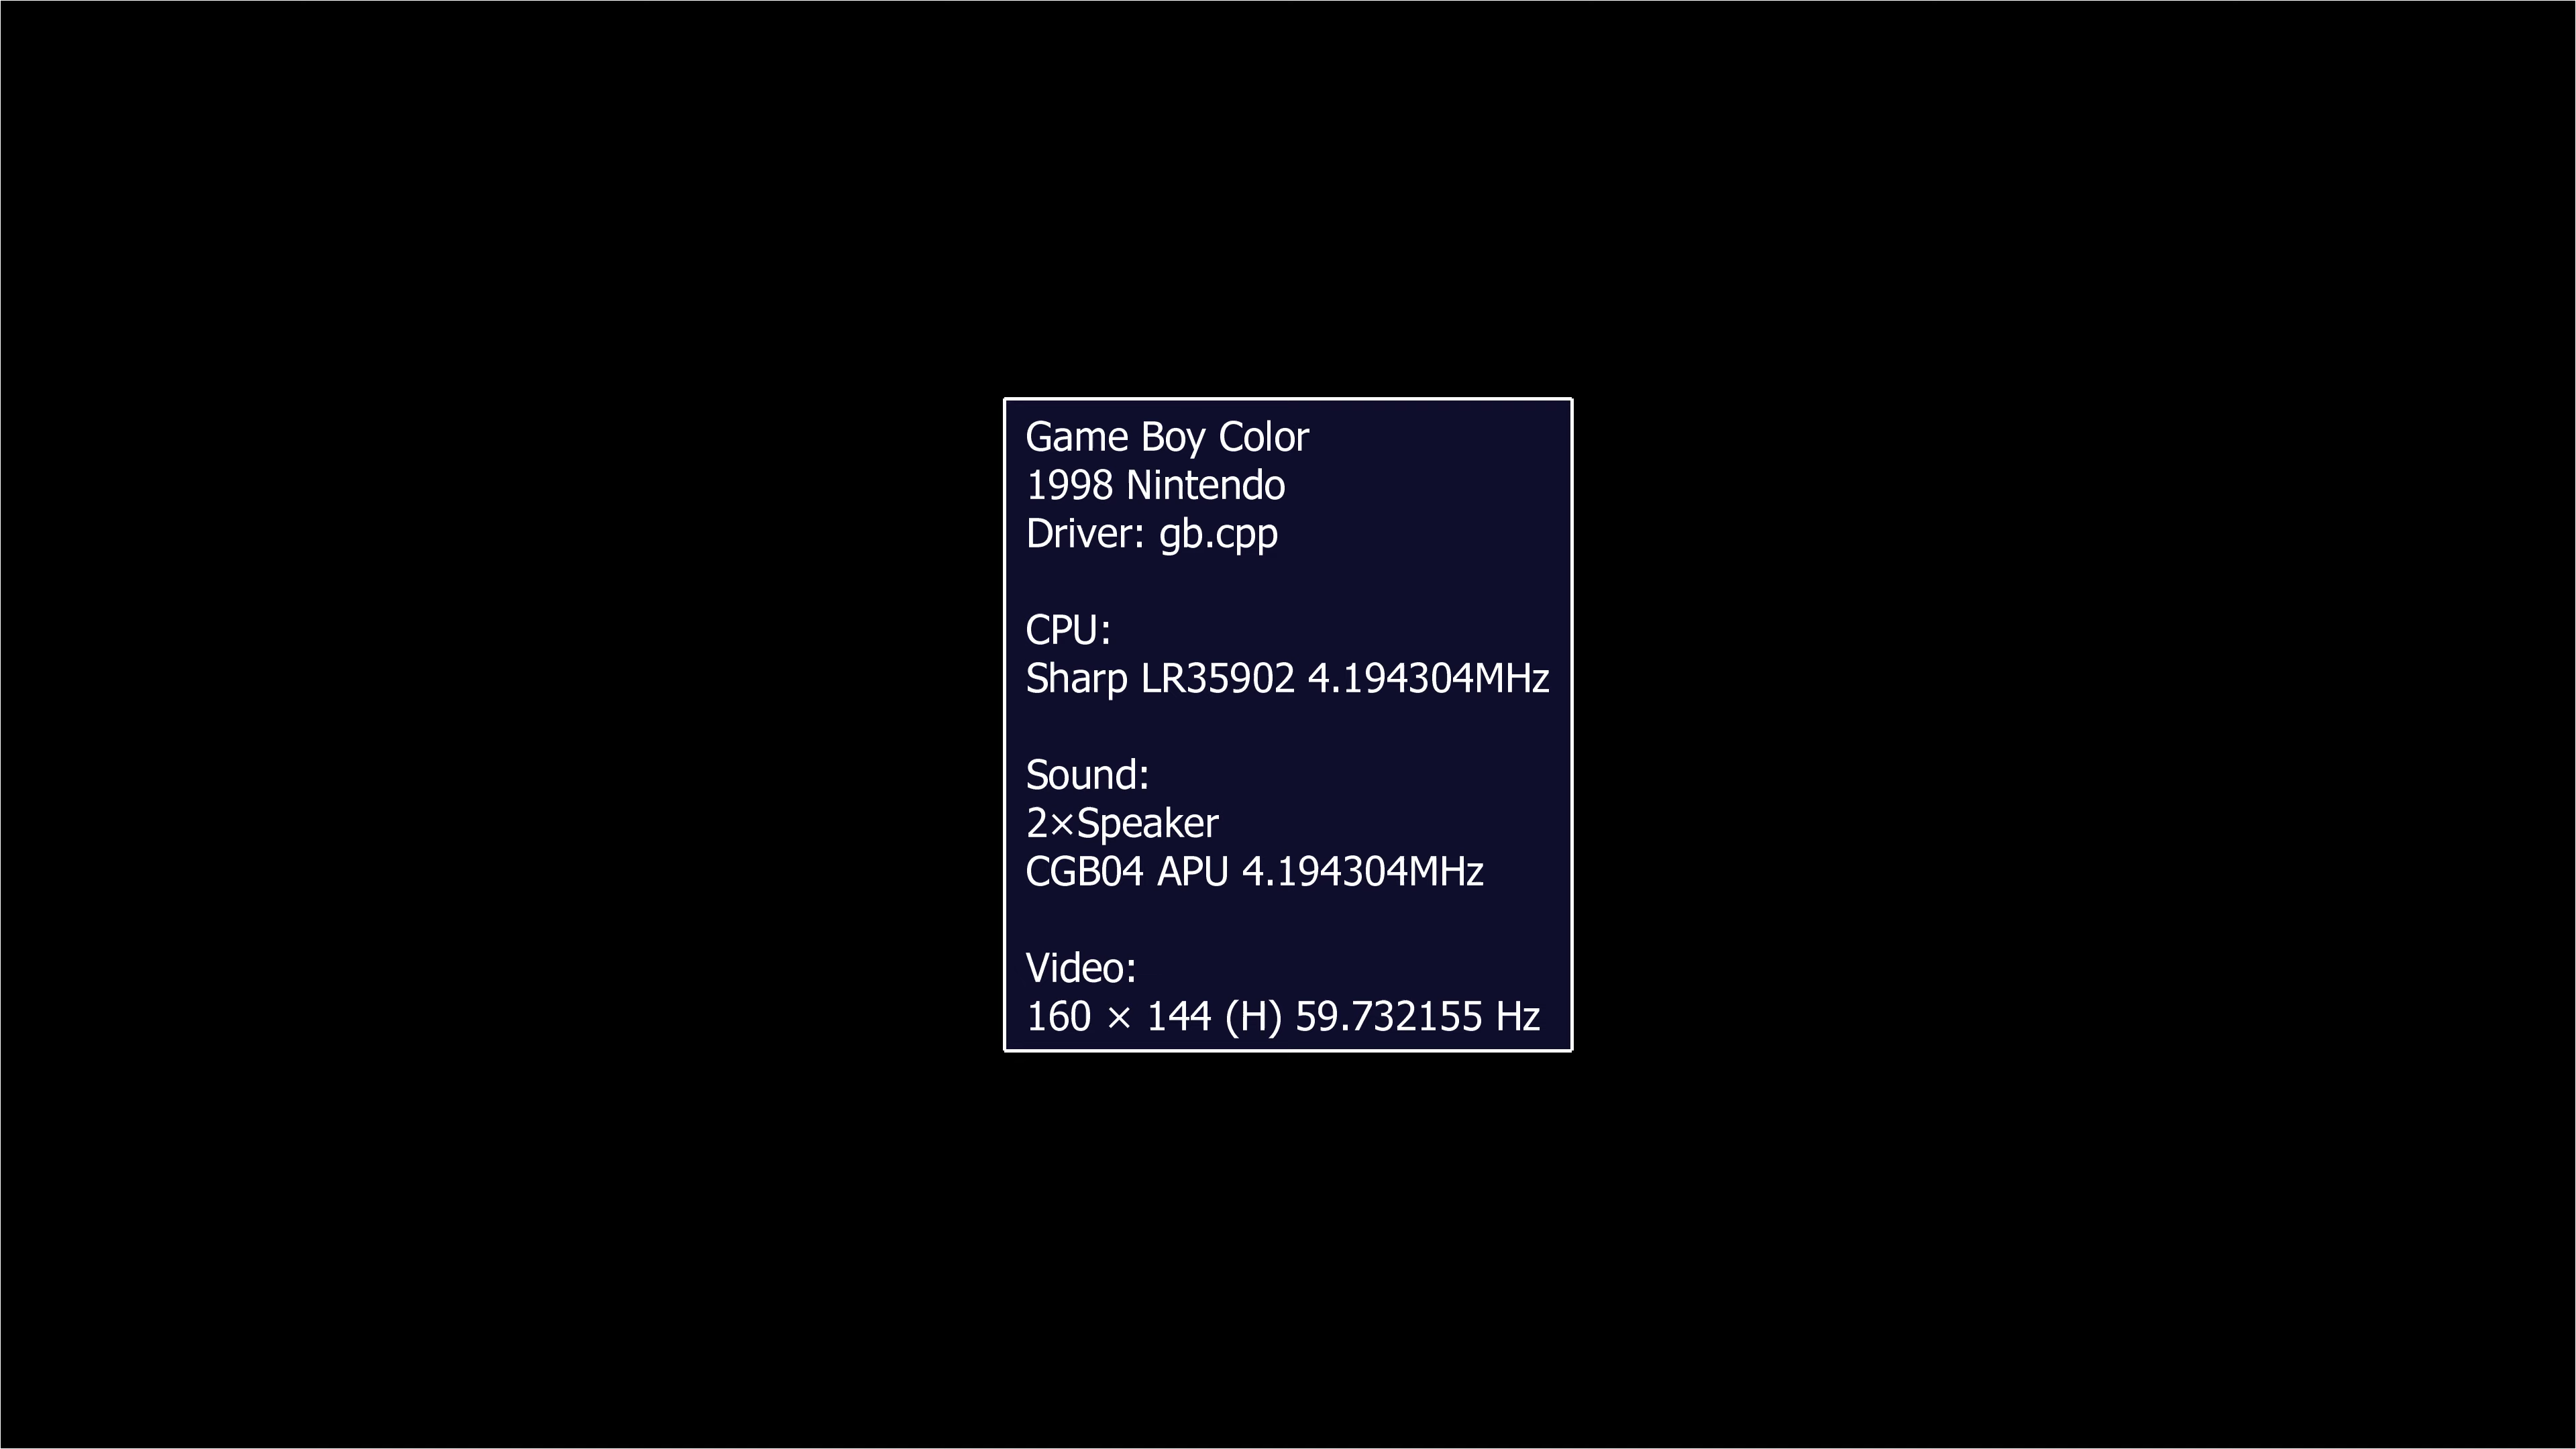 Game Boy Color
1998 Nintendo
Driver: gb.cpp
CPU:
Sharp LR35902 4.194304MHz
Sound:
2×Speaker
CGB04 APU 4.194304MHz
Video:
160 × 144 (H) 59.732155 Hz